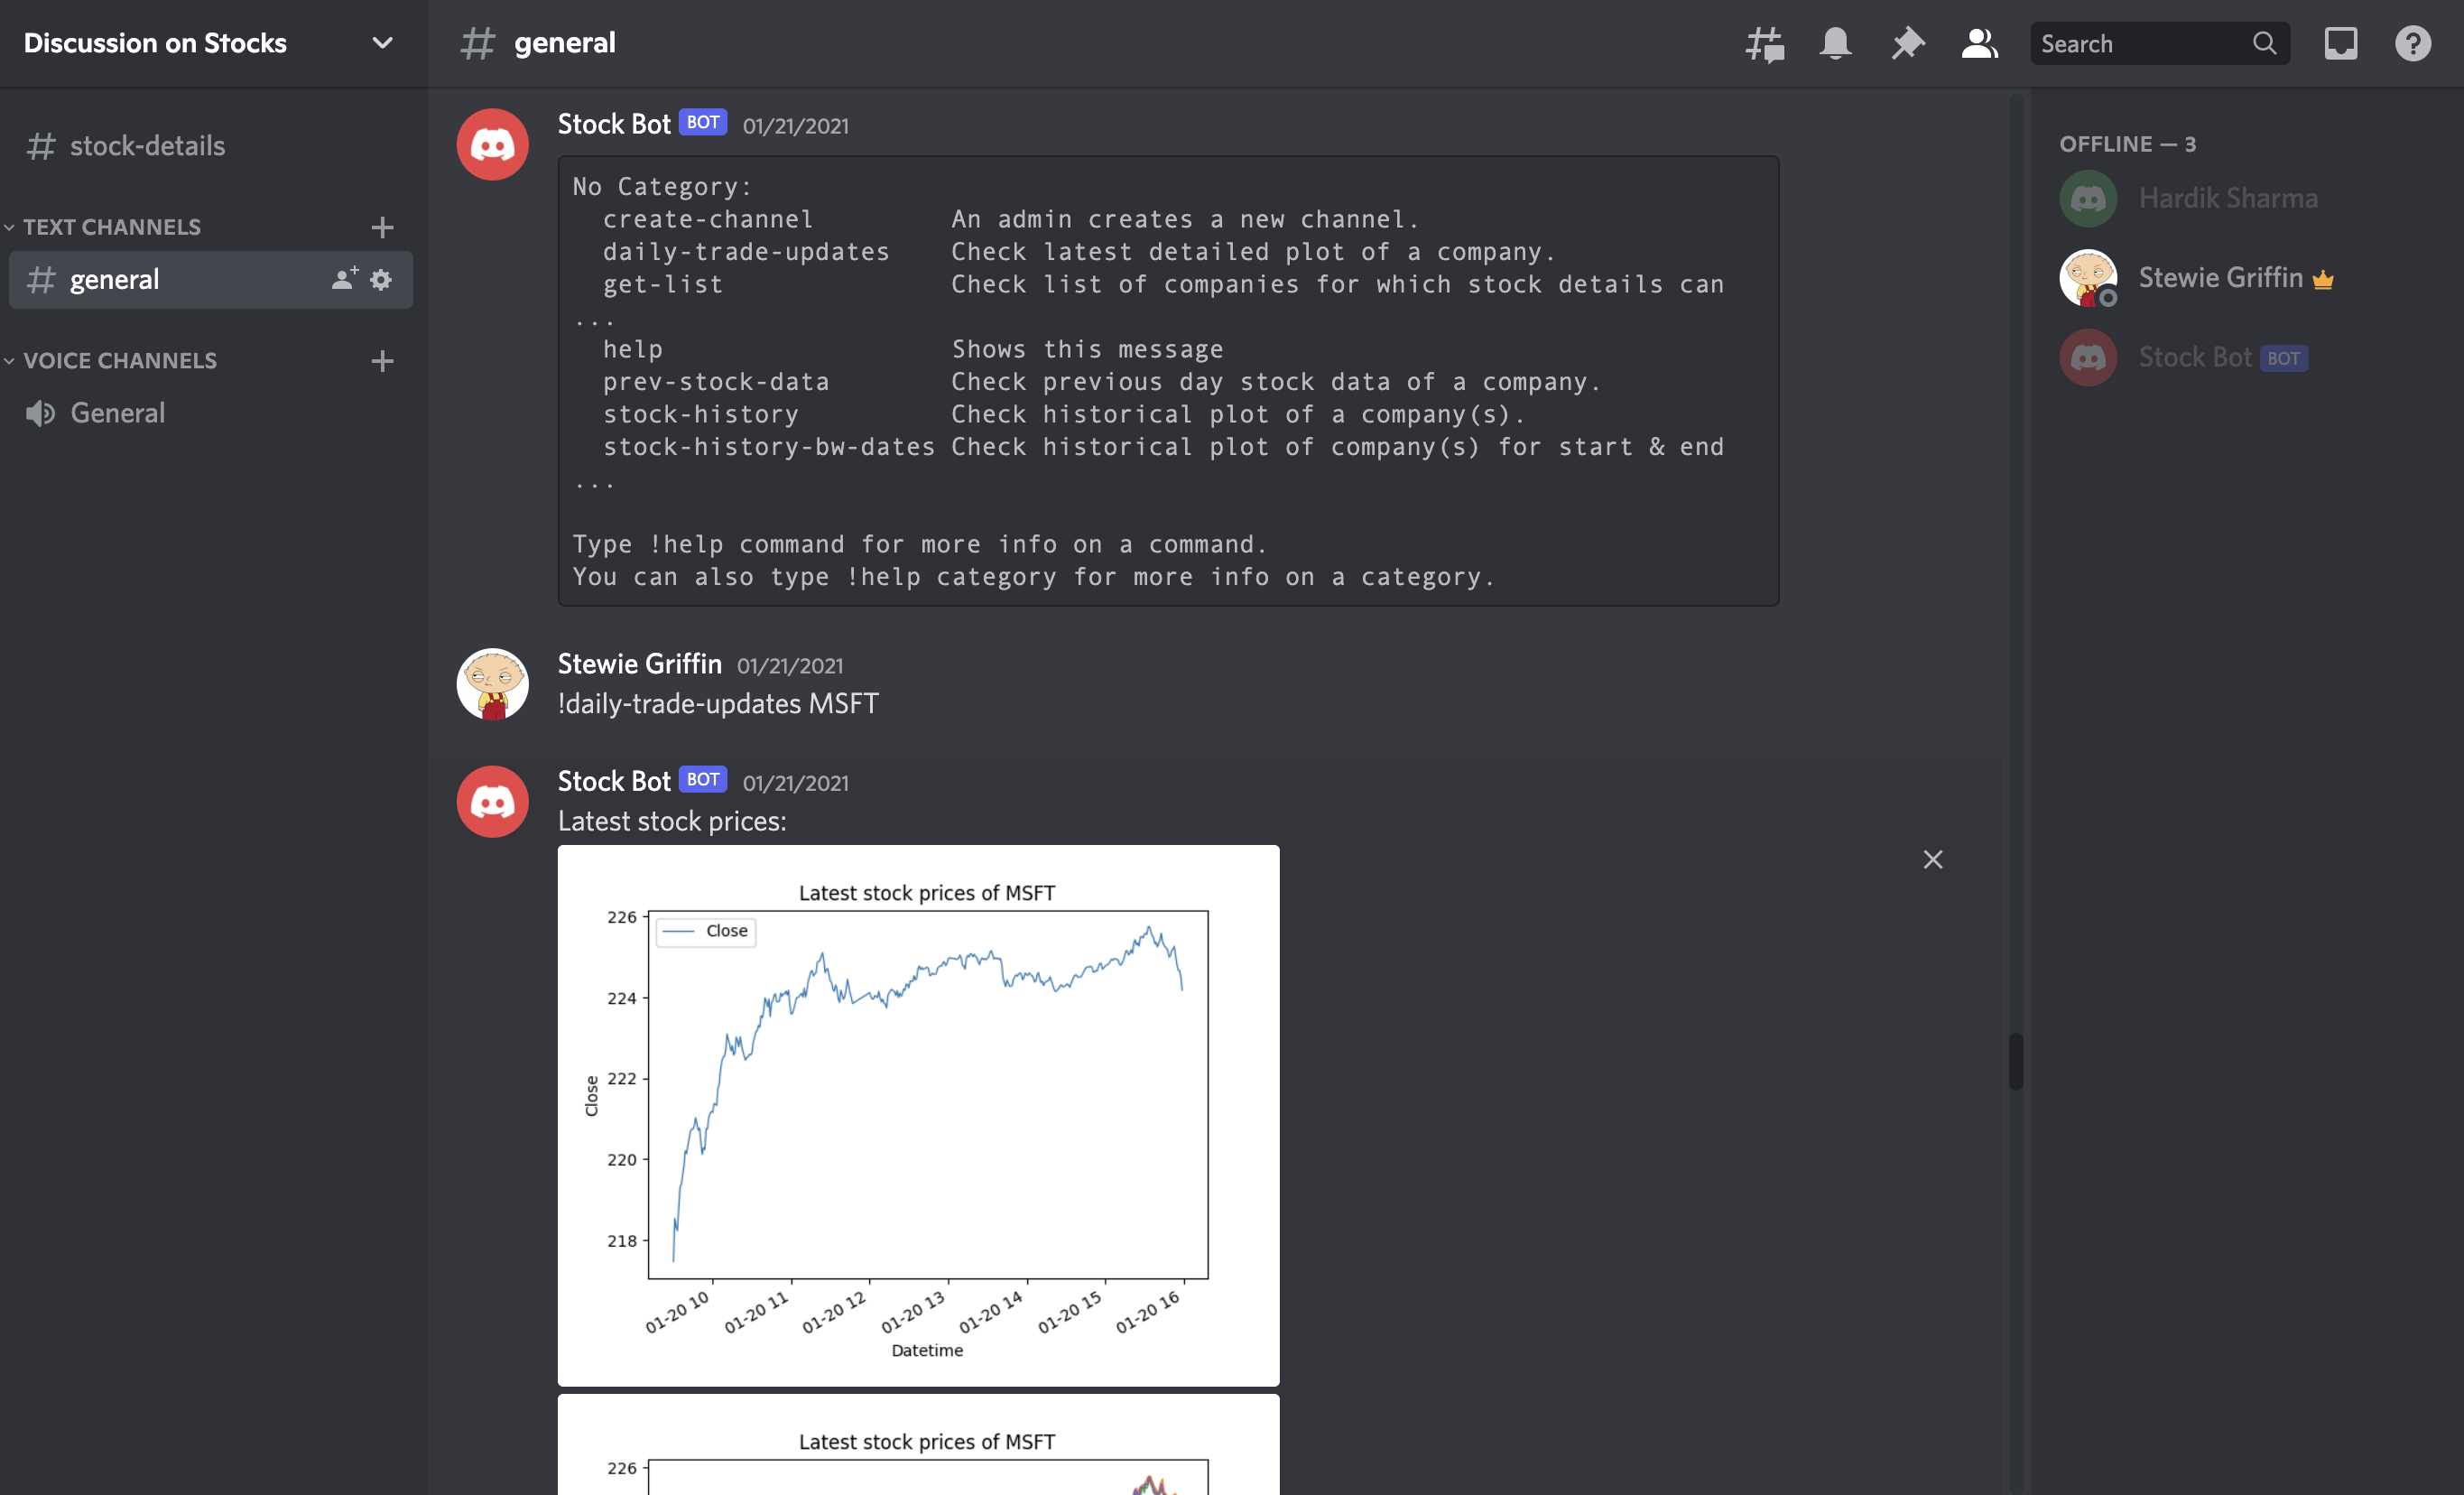 Discussion on Stocks
stock-details
TEXT CHANNELS
general
VOICE CHANNELS
General
general
Search
Stock Bot BOT 01/21/2021
No Category:
create-channel An admin creates a new channel.
daily-trade-updates Check latest detailed plot of a company.
get-list Check list of companies for which stock details can
...
help Shows this message
prev-stock-data Check previous day stock data of a company.
stock-history Check historical plot of a company(s).
stock-history-bw-dates Check historical plot of company(s) for start & end
...
Type !help command for more info on a command.
You can also type !help category for more info on a category.
Stewie Griffin 01/21/2021
!daily-trade-updates MSFT
Stock Bot BOT 01/21/2021
Latest stock prices:
Latest stock prices of MSFT
Close
226
224
222
220
218
Close
01-20 10 01-20 11 01-20 12 01-20 13 01-20 14 01-20 15 01-20 16
Datetime
Latest stock prices of MSFT
226
OFFLINE — 3
Hardik Sharma
Stewie Griffin
Stock Bot BOT